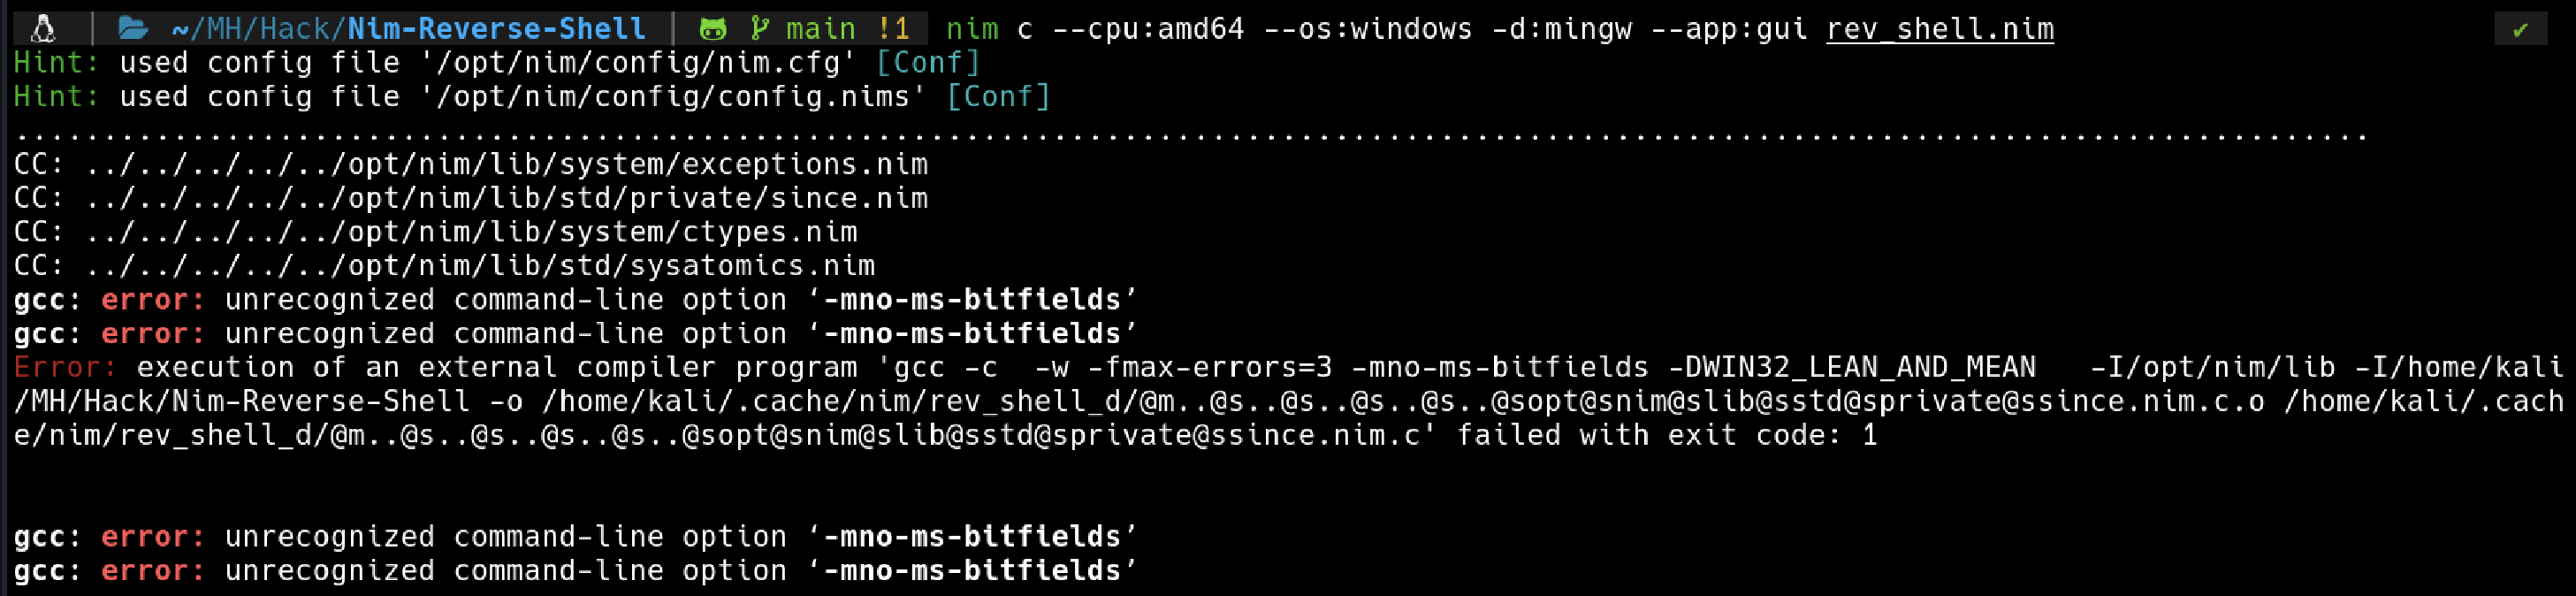 ~/MH/Hack/Nim-Reverse-Shell | main !1 nim c --cpu:amd64 --os:windows -d:mingw --app:gui rev_shell.nim ✔
Hint: used config file '/opt/nim/config/nim.cfg' [Conf]
Hint: used config file '/opt/nim/config/config.nims' [Conf]
.....................................................................................................................................
CC: ../../../../../opt/nim/lib/system/exceptions.nim
CC: ../../../../../opt/nim/lib/std/private/since.nim
CC: ../../../../../opt/nim/lib/system/ctypes.nim
CC: ../../../../../opt/nim/lib/std/sysatomics.nim
gcc: error: unrecognized command-line option ‘-mno-ms-bitfields’
gcc: error: unrecognized command-line option ‘-mno-ms-bitfields’
Error: execution of an external compiler program 'gcc -c  -w -fmax-errors=3 -mno-ms-bitfields -DWIN32_LEAN_AND_MEAN   -I/opt/nim/lib -I/home/kali
/MH/Hack/Nim-Reverse-Shell -o /home/kali/.cache/nim/rev_shell_d/@m..@s..@s..@s..@s..@sopt@snim@slib@sstd@sprivate@ssince.nim.c.o /home/kali/.cach
e/nim/rev_shell_d/@m..@s..@s..@s..@s..@sopt@snim@slib@sstd@sprivate@ssince.nim.c' failed with exit code: 1
gcc: error: unrecognized command-line option ‘-mno-ms-bitfields’
gcc: error: unrecognized command-line option ‘-mno-ms-bitfields’